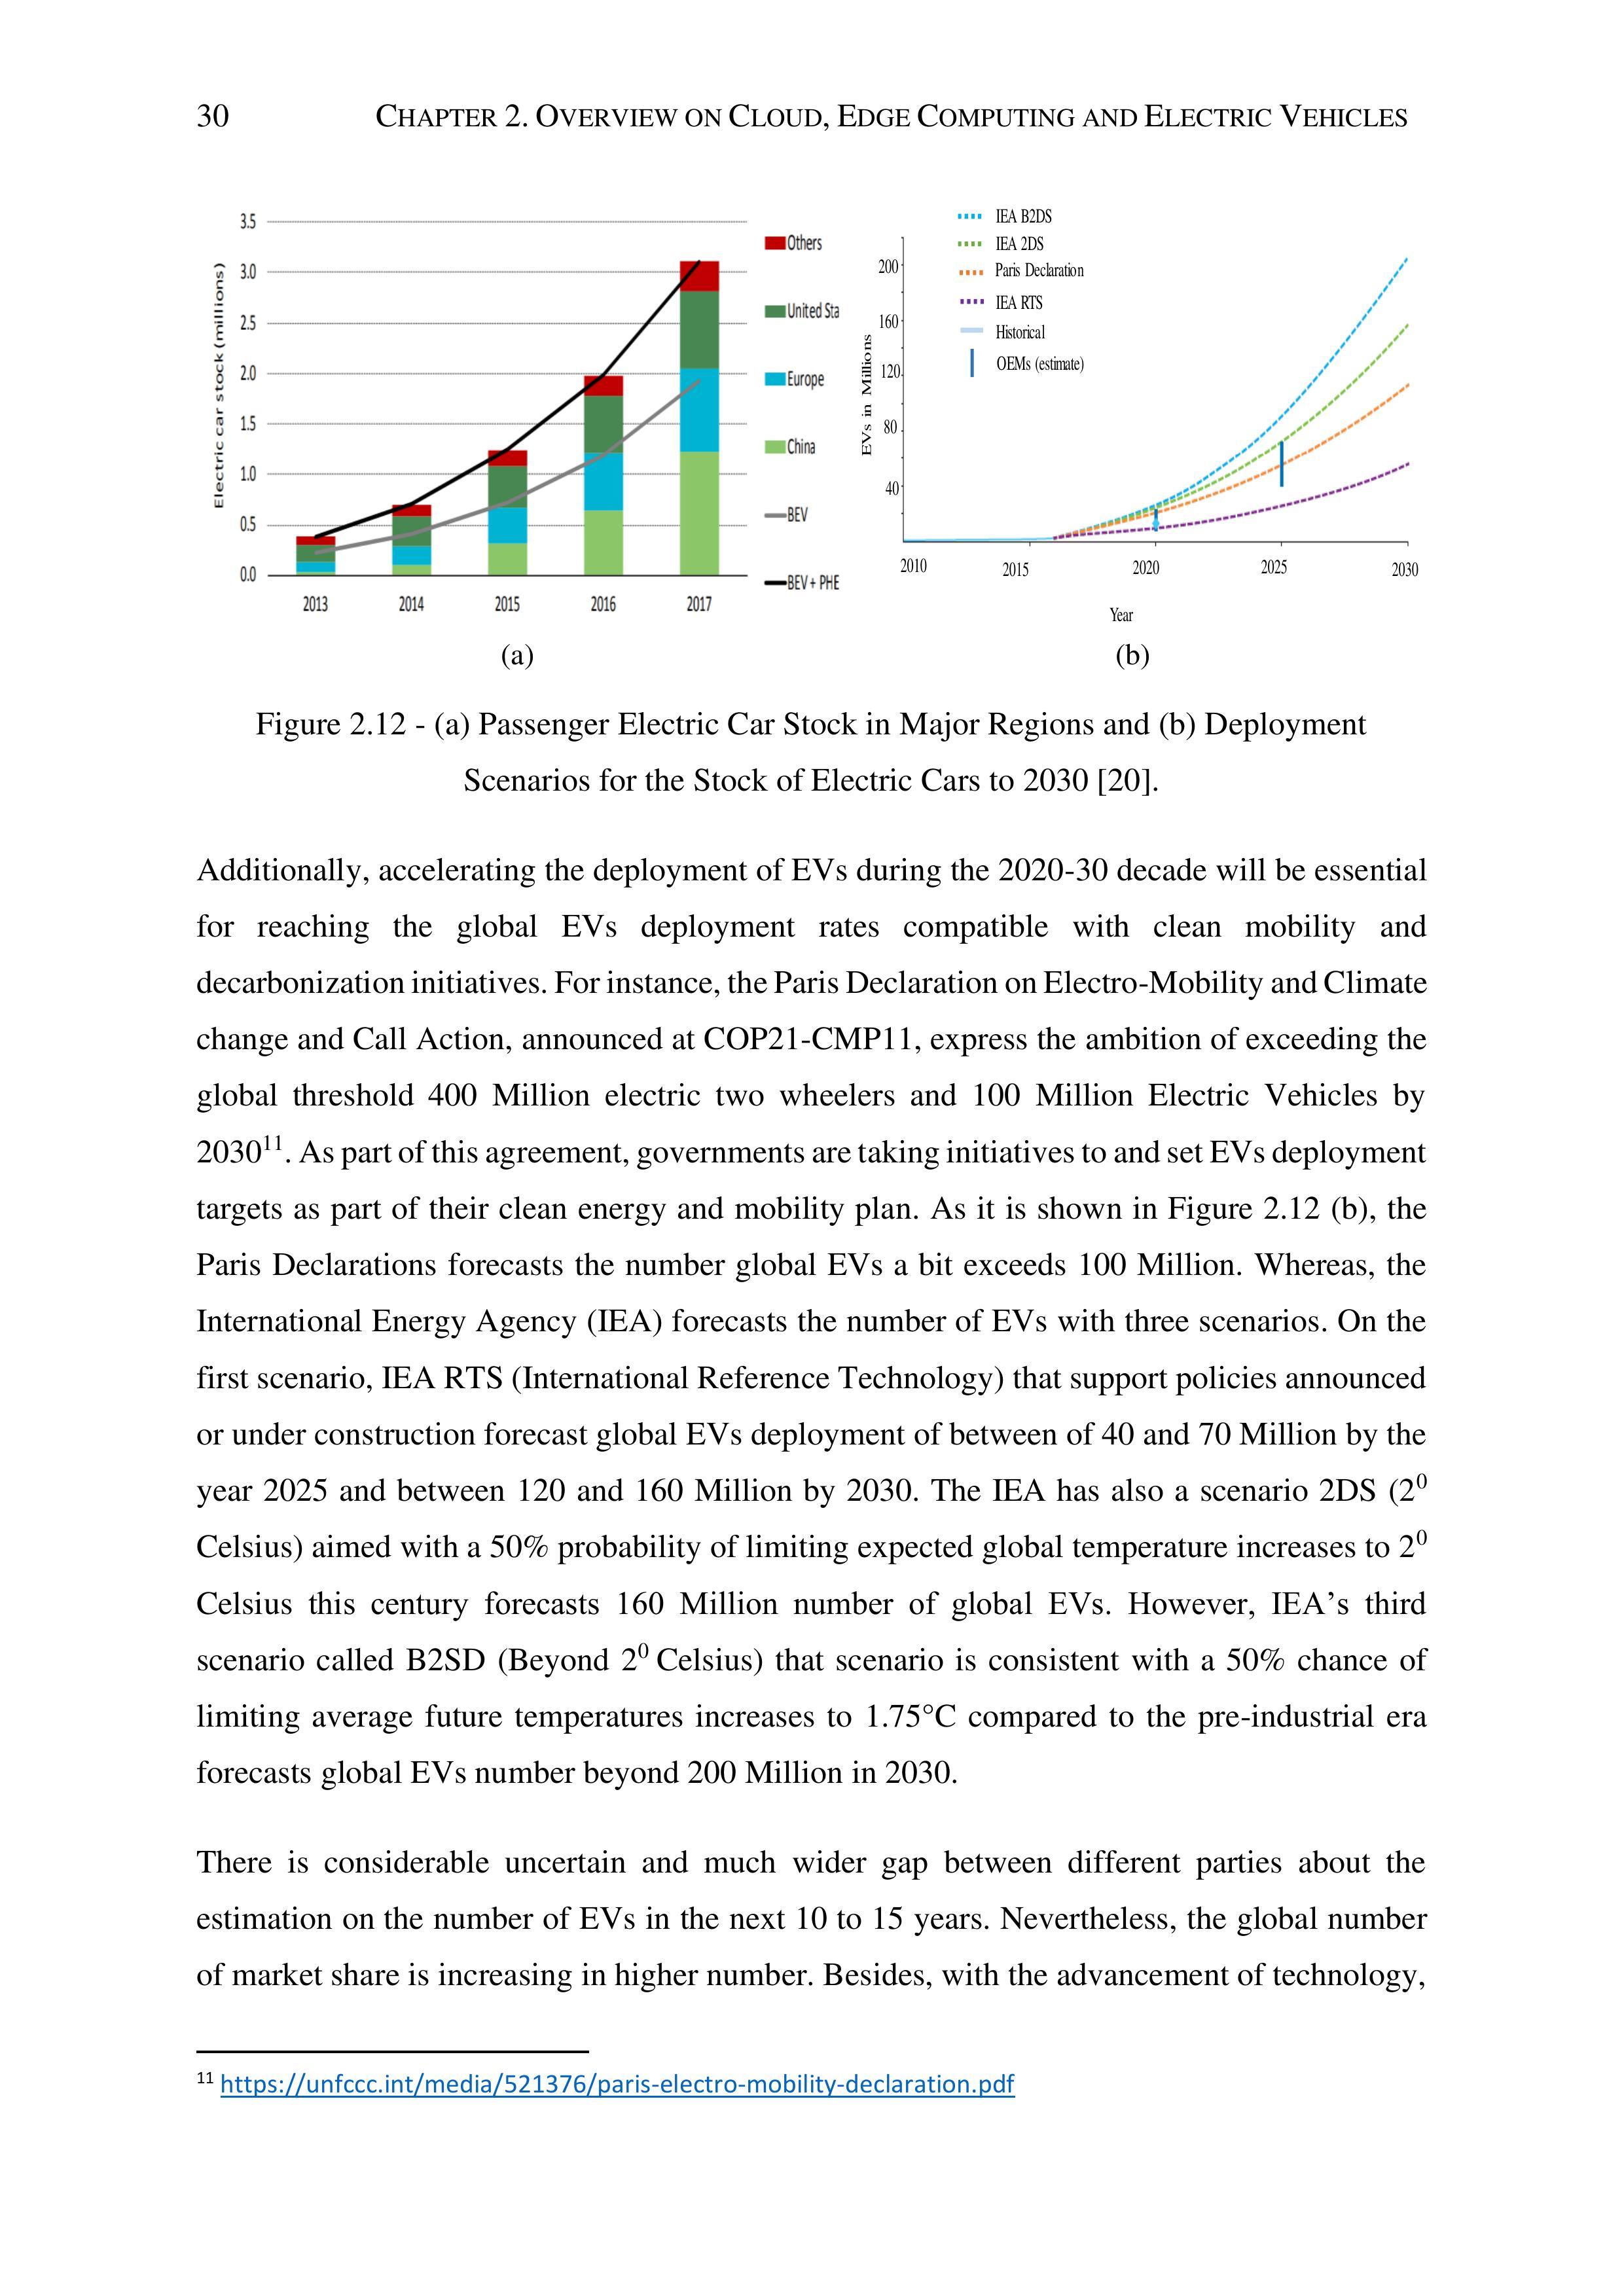 30 CHAPTER 2. OVERVIEW ON CLOUD, EDGE COMPUTING AND ELECTRIC VEHICLES
Electric car stock (millions)
3.5
3.0
2.5
2.0
1.5
1.0
0.5
0.0
2013 2014 2015 2016 2017
Others
United Sta
Europe
China
BEV
BEV + PHE
(a)
IEA B2DS
IEA 2DS
Paris Declaration
IEA RTS
Historical
OEMs (estimate)
EVs in Millions
200
160
120
80
40
2010 2015 2020 2025 2030
Year
(b)
Figure 2.12 - (a) Passenger Electric Car Stock in Major Regions and (b) Deployment
Scenarios for the Stock of Electric Cars to 2030 [20].
Additionally, accelerating the deployment of EVs during the 2020-30 decade will be essential
for reaching the global EVs deployment rates compatible with clean mobility and
decarbonization initiatives. For instance, the Paris Declaration on Electro-Mobility and Climate
change and Call Action, announced at COP21-CMP11, express the ambition of exceeding the
global threshold 400 Million electric two wheelers and 100 Million Electric Vehicles by
2030¹¹. As part of this agreement, governments are taking initiatives to and set EVs deployment
targets as part of their clean energy and mobility plan. As it is shown in Figure 2.12 (b), the
Paris Declarations forecasts the number global EVs a bit exceeds 100 Million. Whereas, the
International Energy Agency (IEA) forecasts the number of EVs with three scenarios. On the
first scenario, IEA RTS (International Reference Technology) that support policies announced
or under construction forecast global EVs deployment of between of 40 and 70 Million by the
year 2025 and between 120 and 160 Million by 2030. The IEA has also a scenario 2DS (2⁰
Celsius) aimed with a 50% probability of limiting expected global temperature increases to 2⁰
Celsius this century forecasts 160 Million number of global EVs. However, IEA’s third
scenario called B2SD (Beyond 2⁰ Celsius) that scenario is consistent with a 50% chance of
limiting average future temperatures increases to 1.75°C compared to the pre-industrial era
forecasts global EVs number beyond 200 Million in 2030.
There is considerable uncertain and much wider gap between different parties about the
estimation on the number of EVs in the next 10 to 15 years. Nevertheless, the global number
of market share is increasing in higher number. Besides, with the advancement of technology,
¹¹ https://unfccc.int/media/521376/paris-electro-mobility-declaration.pdf